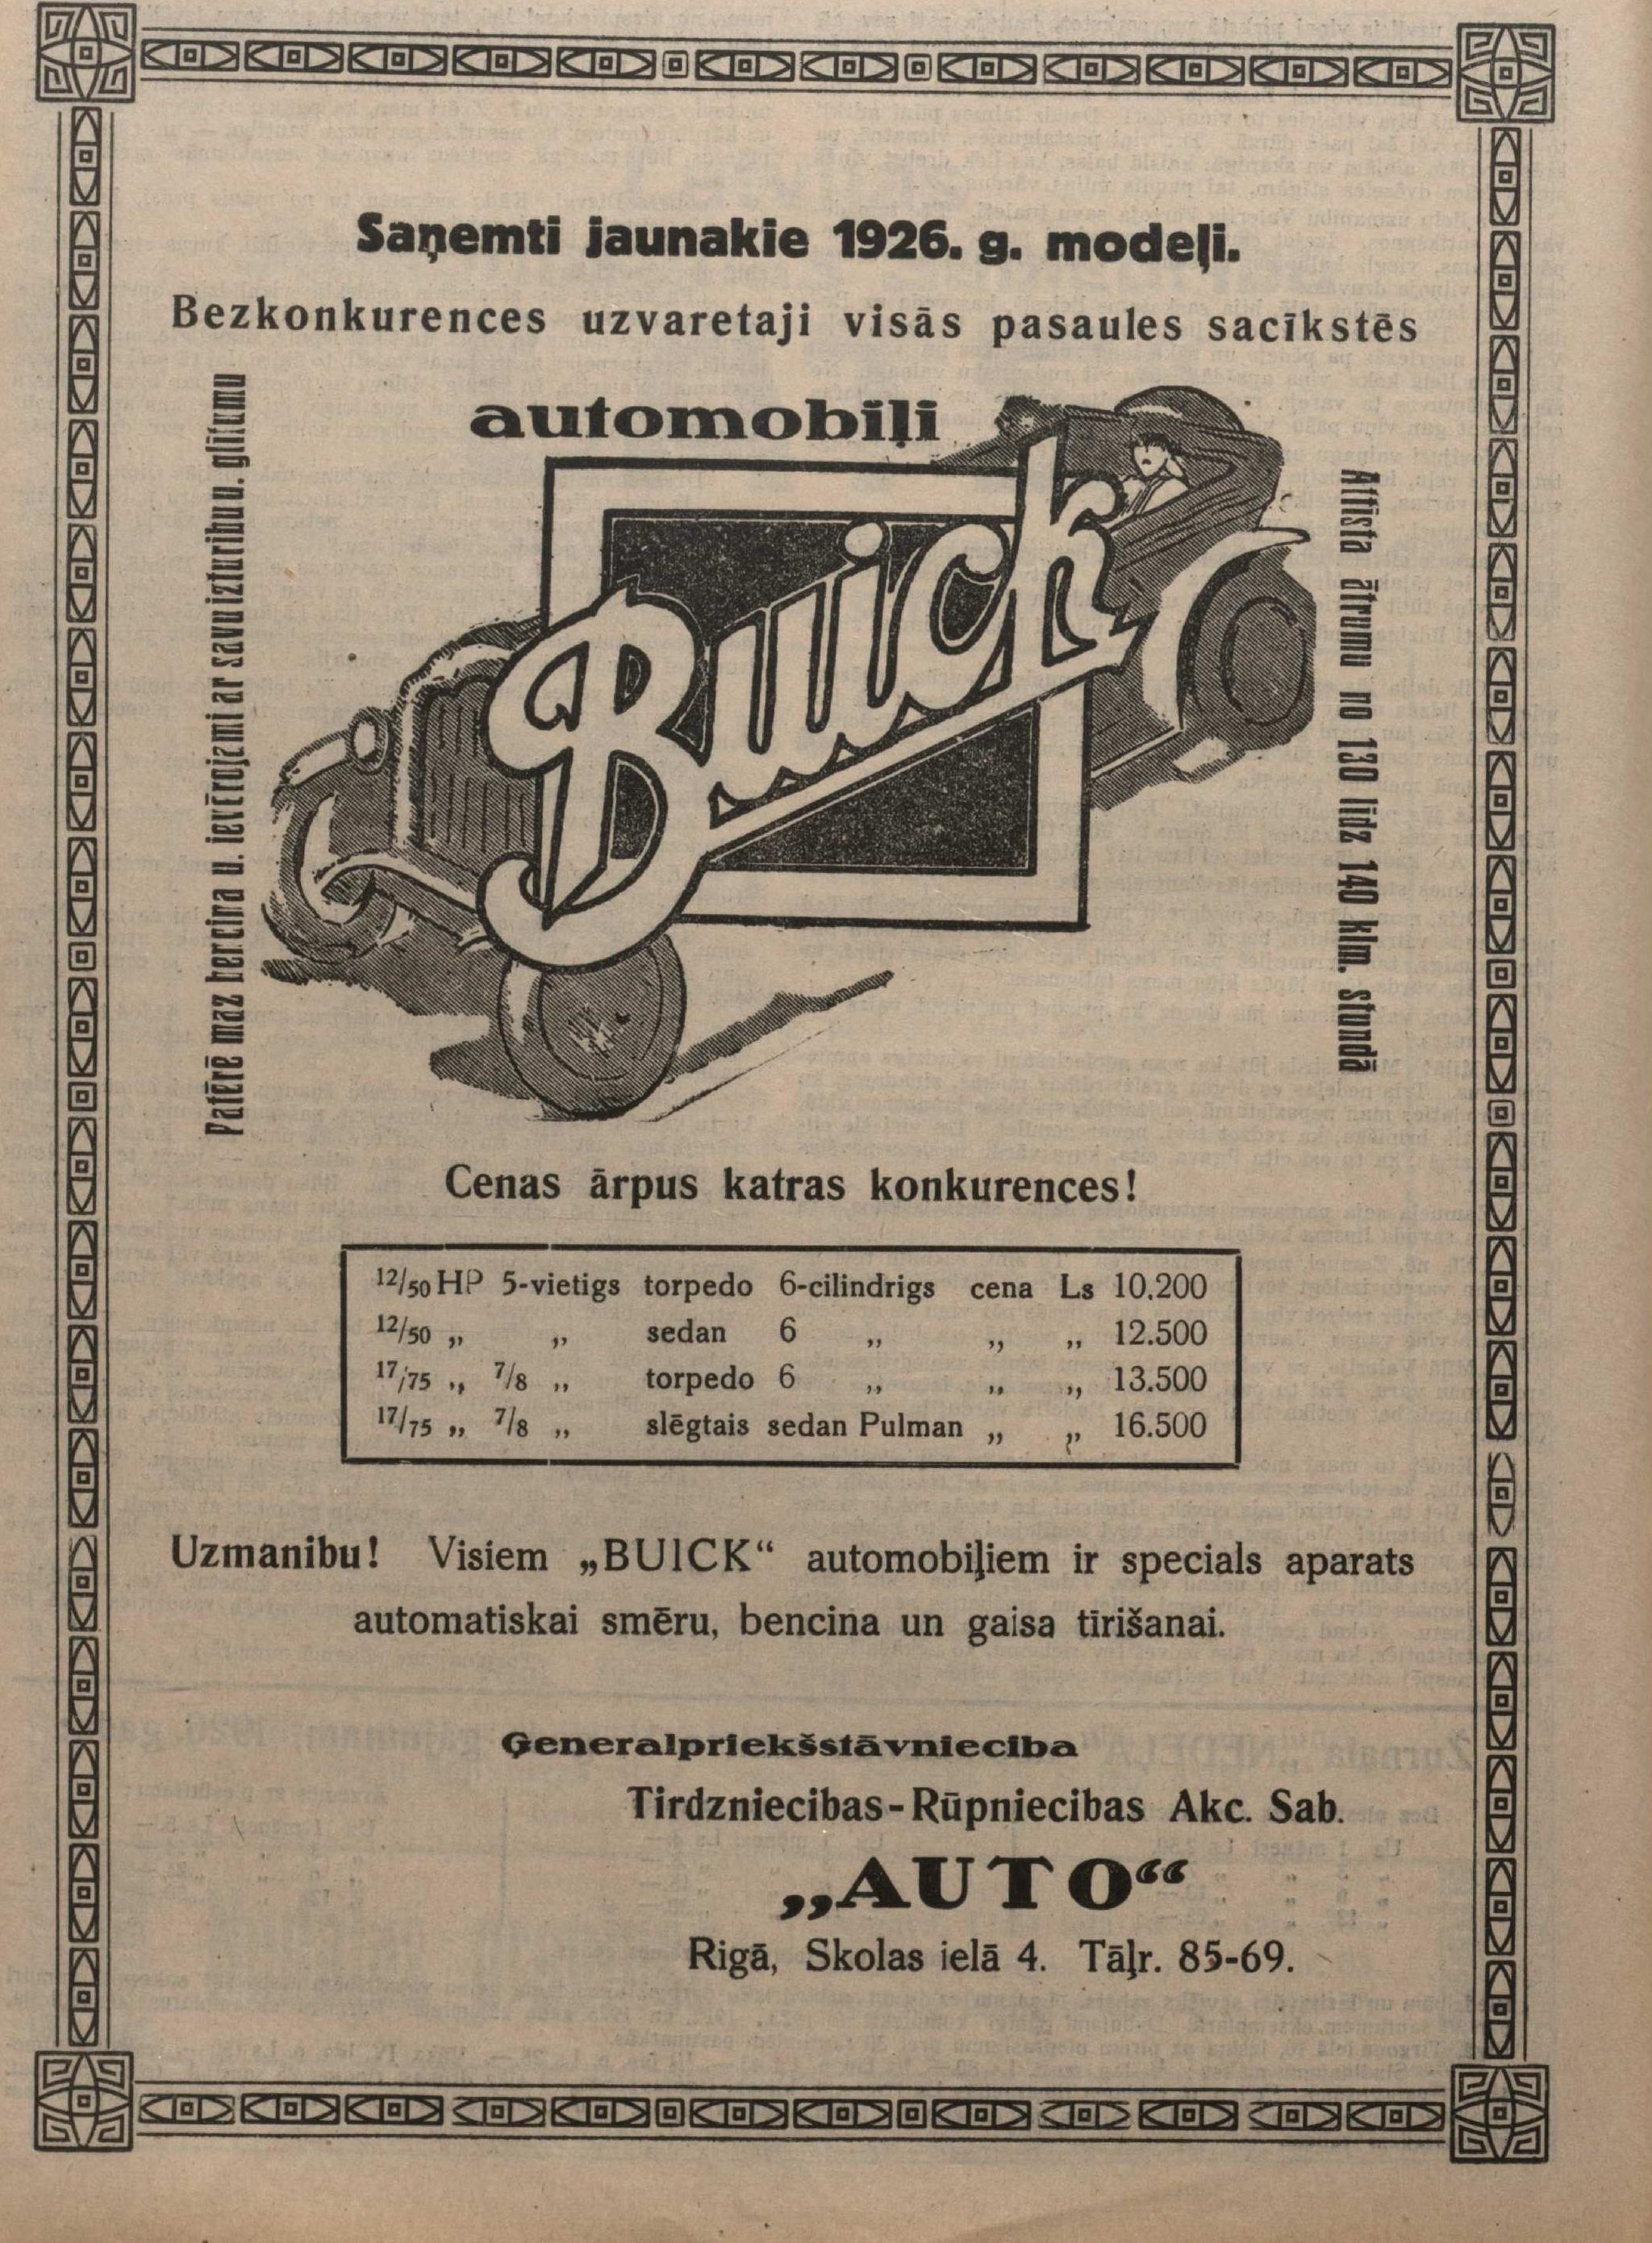 Saņemti jaunakie 1926. g. modeļi.
Bezkonkurences uzvaretaji visās pasaules sacīkstēs
automobiļi
Buick
Patērē maz bencina u. ievērojami ar savu izturibu u. glitumu
Attīsta ātrumu no 130 līdz 140 klm. stundā
Cenas ārpus katras konkurences!
12/50 HP 5-vietigs torpedo 6-cilindrigs cena Ls 10.200
12/50 „ „ sedan 6 „ „ „ 12.500
17/75 „ 7/8 „ torpedo 6 „ „ „ 13.500
17/75 „ 7/8 „ slēgtais sedan Pulman „ „ 16.500
Uzmanibu! Visiem „BUICK“ automobiļiem ir specials aparats
automatiskai smēru, bencina un gaisa tīrišanai.
Ģeneralpriekšstāvnieciba
Tirdzniecibas-Rūpniecibas Akc. Sab.
„AUTO“
Rigā, Skolas ielā 4. Tāļr. 85-69.